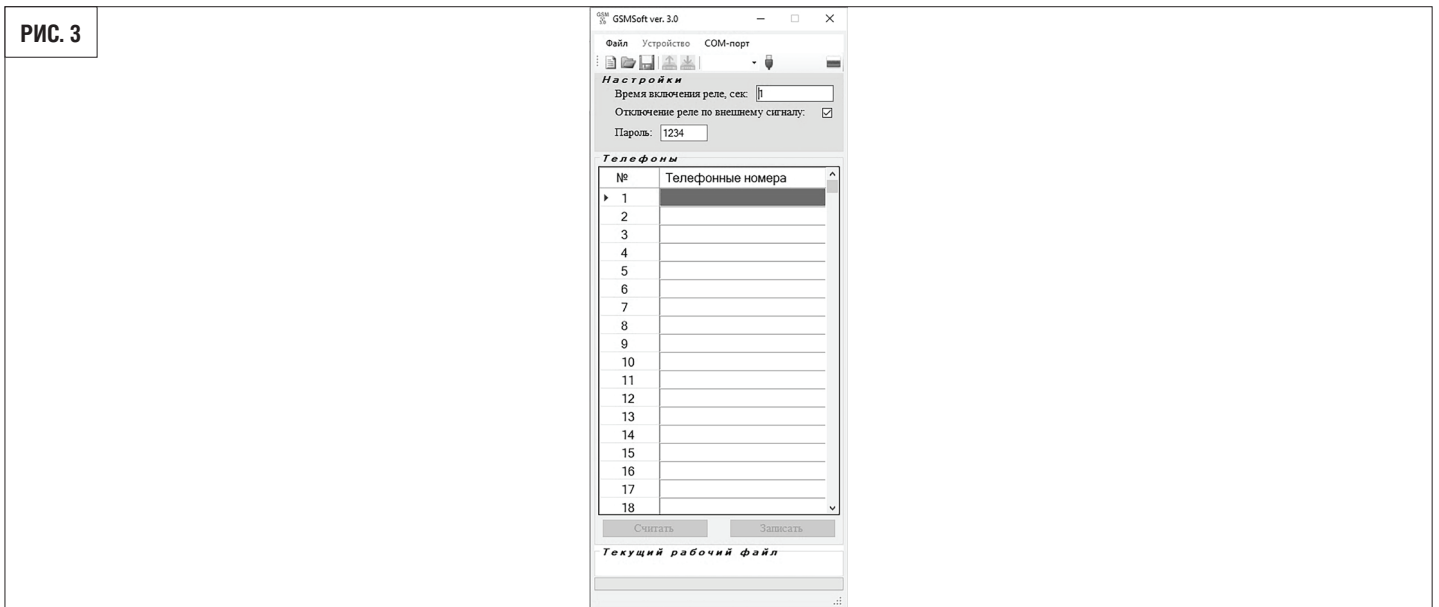 РИС. 3
GSMSoft ver. 3.0
Файл Устройство COM-порт
Настройки
Время включения реле, сек: 1
Отключение реле по внешнему сигналу:
Пароль: 1234
Телефоны
№ Телефонные номера
1
2
3
4
5
6
7
8
9
10
11
12
13
14
15
16
17
18
Считать Записать
Текущий рабочий файл